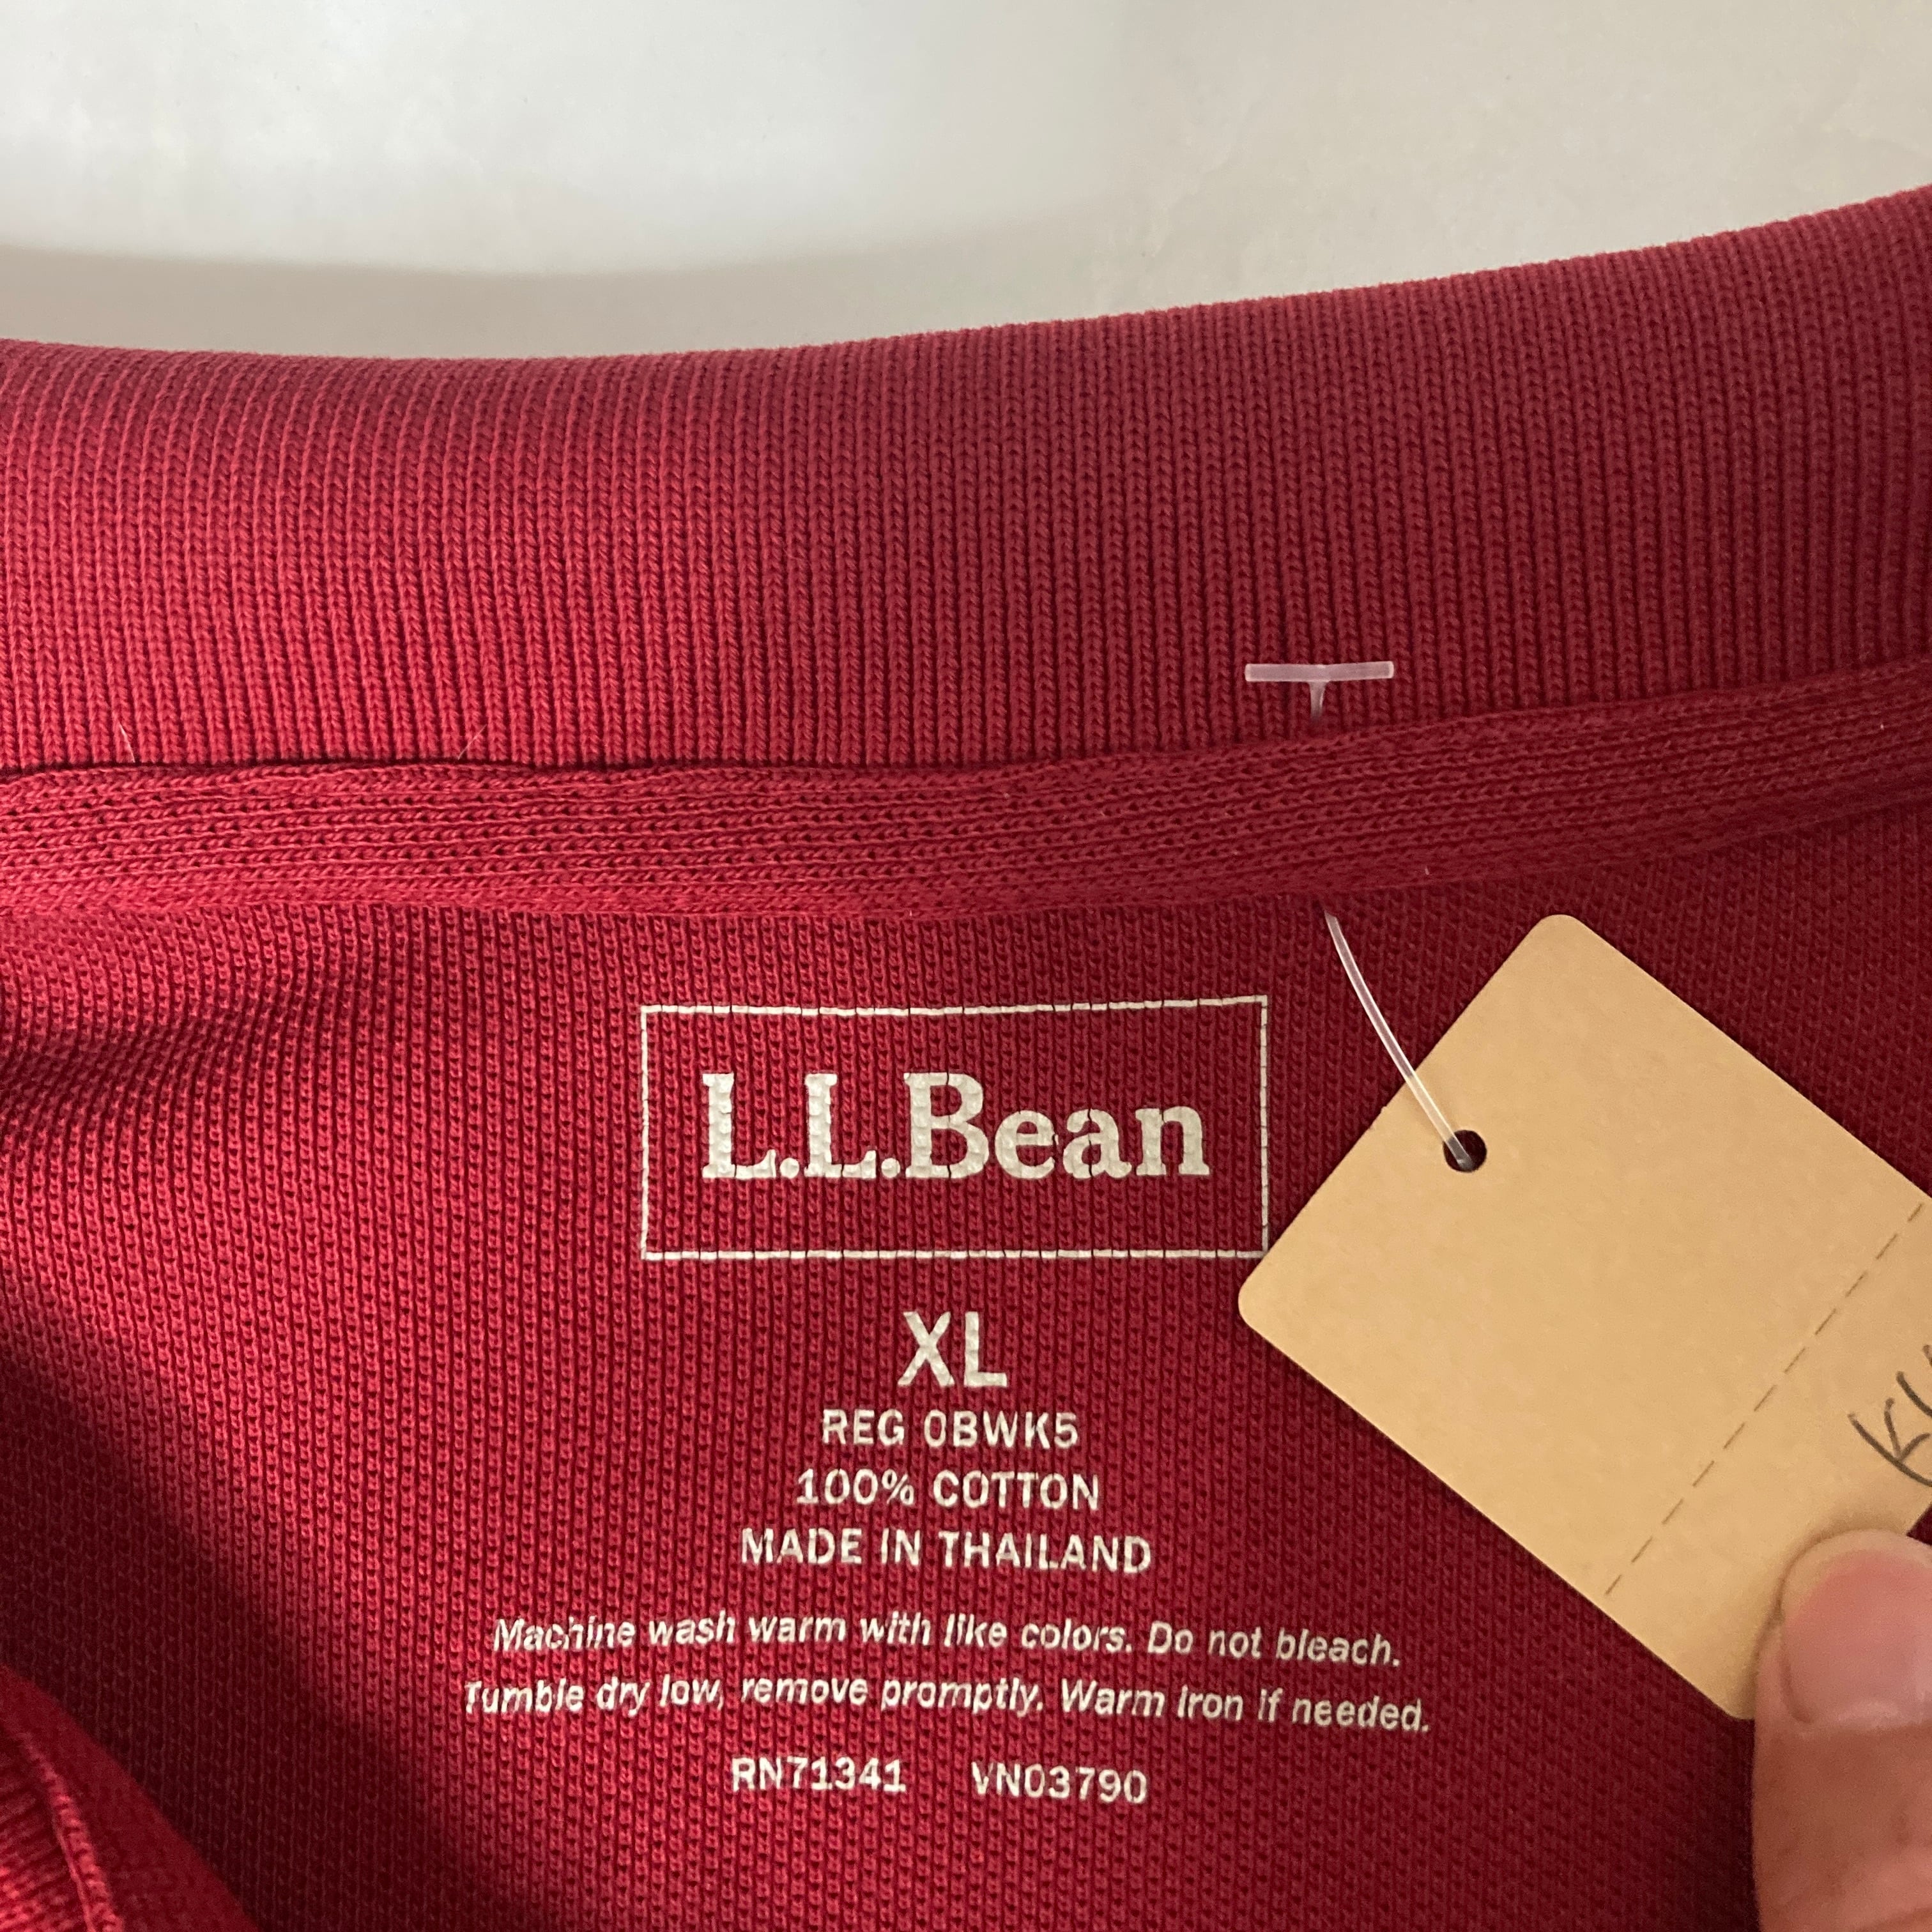 L.L.Bean
XL
REG 0BWK5
100% COTTON
MADE IN THAILAND
Machine wash warm with like colors. Do not bleach.
Tumble dry low, remove promptly. Warm iron if needed.
RN71341 VN03790